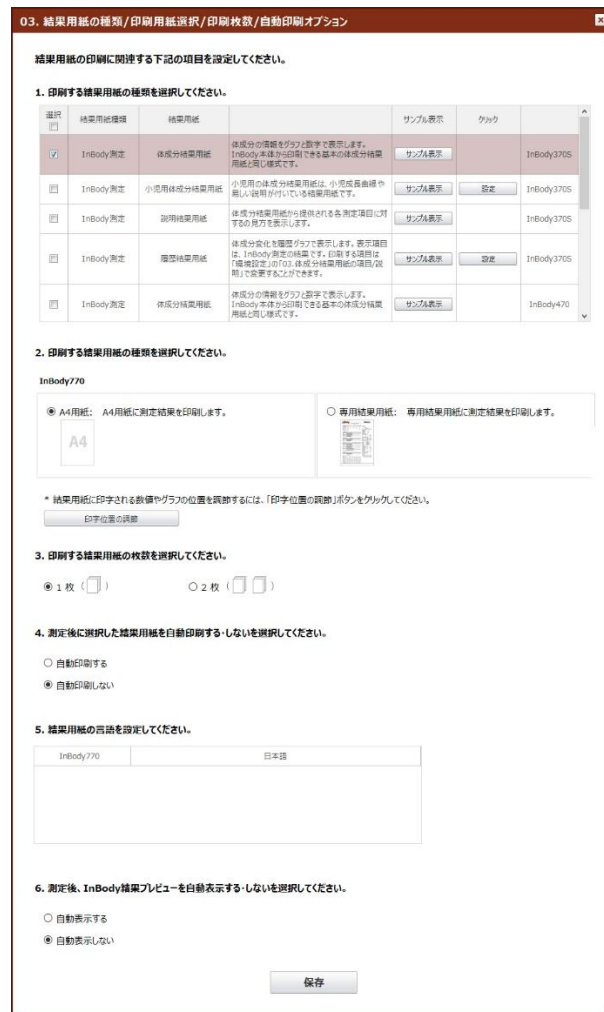 03. 結果用紙の種類/印刷用紙選択/印刷枚数/自動印刷オプション
結果用紙の印刷に関連する下記の項目を設定してください。
1. 印刷する結果用紙の種類を選択してください。
選択 結果用紙種類 結果用紙 サンプル表示 クリック
InBody測定 体成分結果用紙 体成分の情報をグラフと数字で表示します。
InBody本体から印刷できる基本の体成分結果
用紙と同じ様式です。 サンプル表示 InBody370S
InBody測定 小児用体成分結果用紙 小児用の体成分結果用紙は、小児成長曲線や
易しい説明が付いている結果用紙です。 サンプル表示 設定 InBody370S
InBody測定 説明結果用紙 体成分結果用紙から提供される各測定項目に対
するの見方を表示します。 サンプル表示 InBody370S
InBody測定 履歴結果用紙 体成分変化を履歴グラフで表示します。表示項目
は、InBody測定の結果です。印刷する項目は
「環境設定」の「03.体成分結果用紙の項目/説
明」で変更することができます。 サンプル表示 設定 InBody370S
InBody測定 体成分結果用紙 体成分の情報をグラフと数字で表示します。
InBody本体から印刷できる基本の体成分結果
用紙と同じ様式です。 サンプル表示 InBody470
2. 印刷する結果用紙の種類を選択してください。
InBody770
A4用紙: A4用紙に測定結果を印刷します。
A4
専用結果用紙: 専用結果用紙に測定結果を印刷します。
* 結果用紙に印字される数値やグラフの位置を調節するには、「印字位置の調節」ボタンをクリックしてください。
印字位置の調節
3. 印刷する結果用紙の枚数を選択してください。
1 枚 ( ) 2 枚 ( )
4. 測定後に選択した結果用紙を自動印刷する・しないを選択してください。
自動印刷する
自動印刷しない
5. 結果用紙の言語を設定してください。
InBody770 日本語
6. 測定後、InBody結果プレビューを自動表示する・しないを選択してください。
自動表示する
自動表示しない
保存